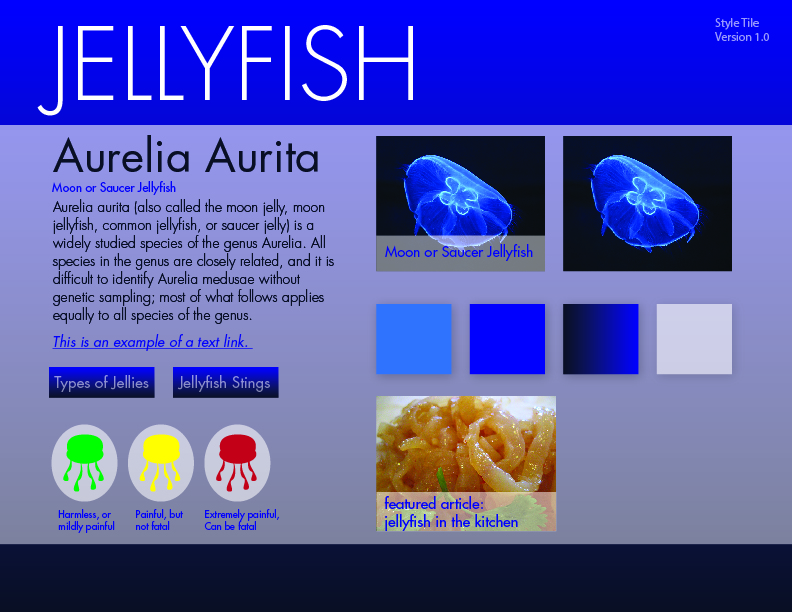 JELLYFISH
Style Tile
Version 1.0
Aurelia Aurita
Moon or Saucer Jellyfish
Aurelia aurita (also called the moon jelly, moon
jellyfish, common jellyfish, or saucer jelly) is a
widely studied species of the genus Aurelia. All
species in the genus are closely related, and it is
difficult to identify Aurelia medusae without
genetic sampling; most of what follows applies
equally to all species of the genus.
This is an example of a text link.
Types of Jellies
Jellyfish Stings
Harmless, or
mildly painful
Painful, but
not fatal
Extremely painful,
Can be fatal
Moon or Saucer Jellyfish
featured article:
jellyfish in the kitchen